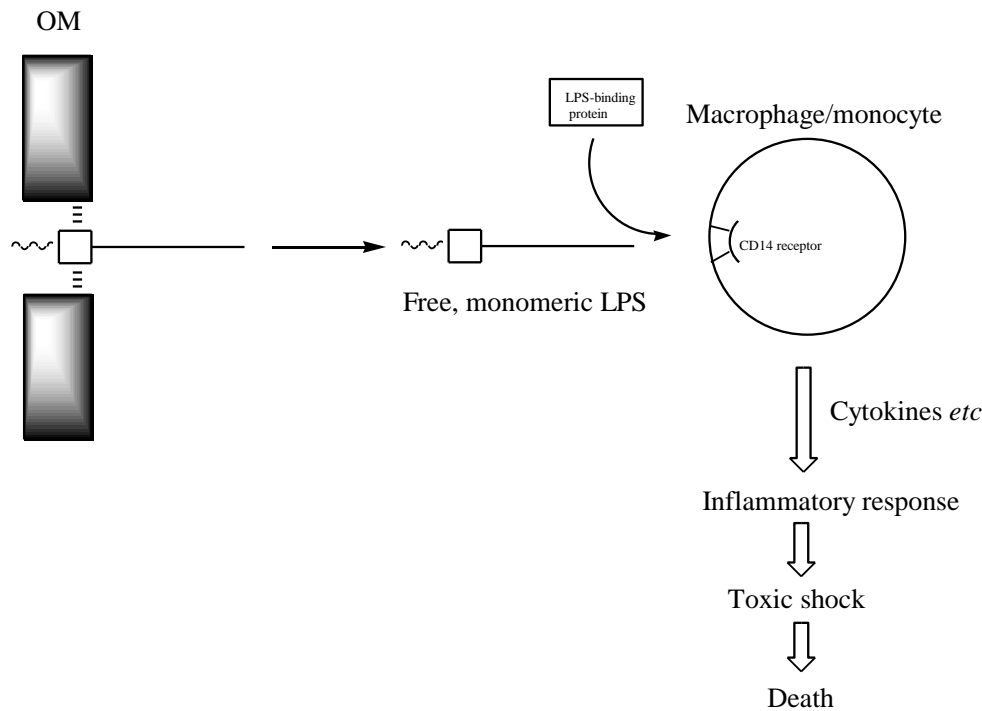 OM
LPS-binding
protein
Macrophage/monocyte
CD14 receptor
Free, monomeric LPS
Cytokines etc
Inflammatory response
Toxic shock
Death